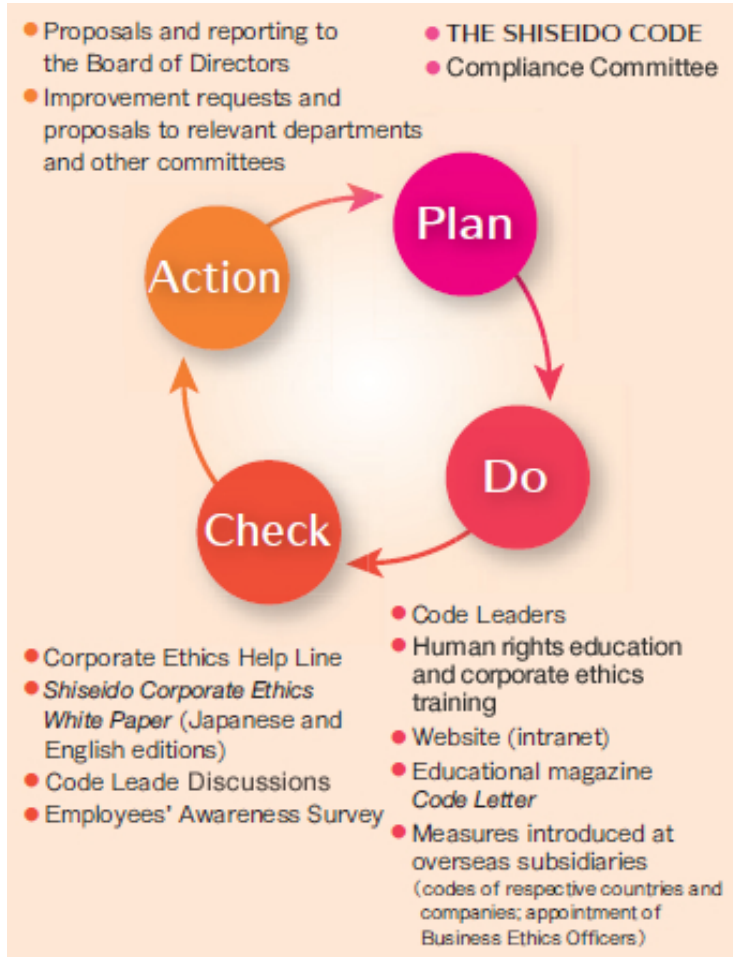 ● Proposals and reporting to
the Board of Directors
● Improvement requests and
proposals to relevant departments
and other committees
● THE SHISEIDO CODE
● Compliance Committee
Plan
Action
Do
Check
● Corporate Ethics Help Line
● Shiseido Corporate Ethics
White Paper (Japanese and
English editions)
● Code Leade Discussions
● Employees' Awareness Survey
● Code Leaders
● Human rights education
and corporate ethics
training
● Website (intranet)
● Educational magazine
Code Letter
● Measures introduced at
overseas subsidiaries
(codes of respective countries and
companies; appointment of
Business Ethics Officers)